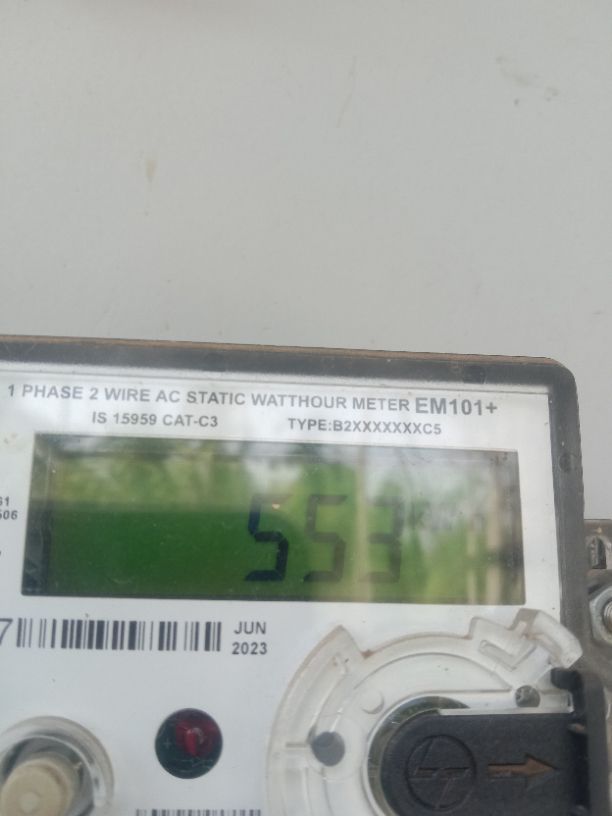 1 PHASE 2 WIRE AC STATIC WATTHOUR METER EM101+
IS 15959 CAT-C3 TYPE:B2XXXXXXXC5
553
JUN
2023